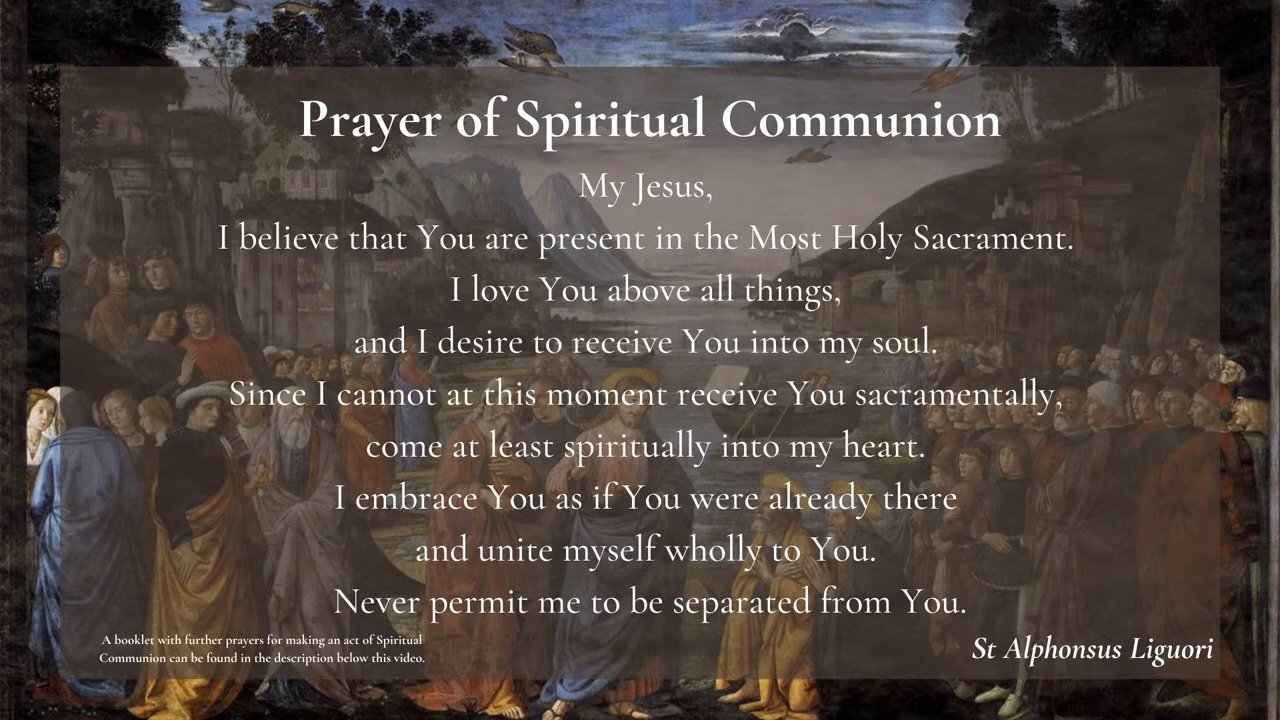 Prayer of Spiritual Communion
My Jesus,
I believe that You are present in the Most Holy Sacrament.
I love You above all things,
and I desire to receive You into my soul.
Since I cannot at this moment receive You sacramentally,
come at least spiritually into my heart.
I embrace You as if You were already there
and unite myself wholly to You.
Never permit me to be separated from You.
A booklet with further prayers for making an act of Spiritual
Communion can be found in the description below this video.
St Alphonsus Liguori